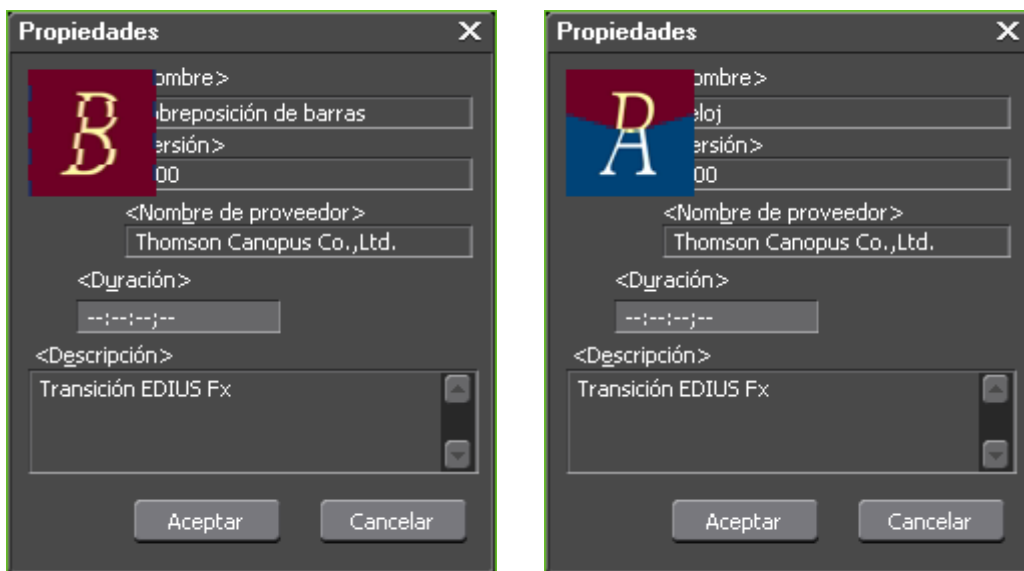 Propiedades
ombre>
obreposición de barras
ersión>
00
<Nombre de proveedor>
Thomson Canopus Co.,Ltd.
<Duración>
--:--:--;--
<Descripción>
Transición EDIUS Fx
Aceptar Cancelar
Propiedades
ombre>
eloj
ersión>
00
<Nombre de proveedor>
Thomson Canopus Co.,Ltd.
<Duración>
--:--:--;--
<Descripción>
Transición EDIUS Fx
Aceptar Cancelar